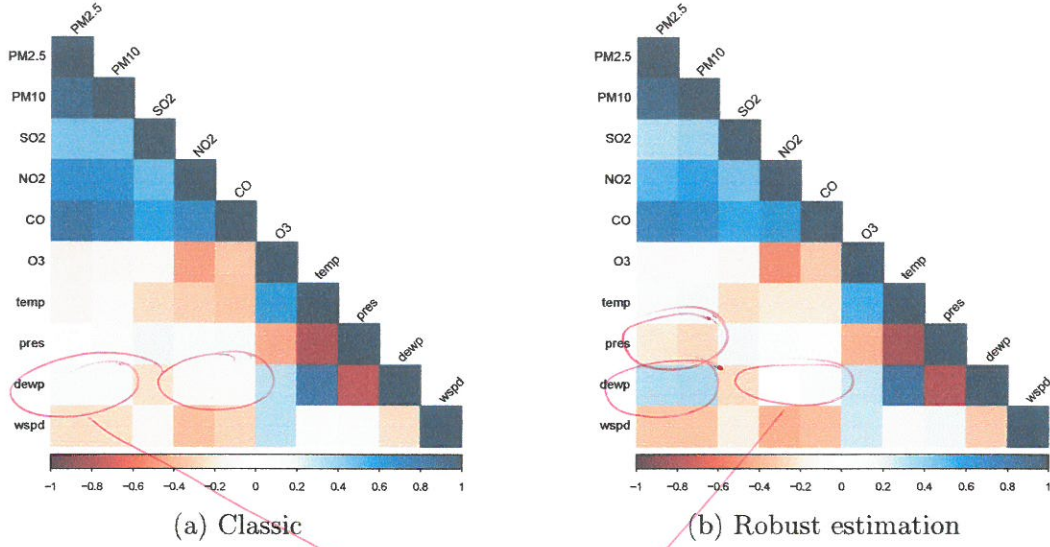 PM2.5
PM10
SO2
NO2
CO
O3
temp
pres
dewp
wspd
PM2.5
PM10
SO2
NO2
CO
O3
temp
pres
dewp
wspd
-1 -0.8 -0.6 -0.4 -0.2 0 0.2 0.4 0.6 0.8 1
(a) Classic
PM2.5
PM10
SO2
NO2
CO
O3
temp
pres
dewp
wspd
PM2.5
PM10
SO2
NO2
CO
O3
temp
pres
dewp
wspd
-1 -0.8 -0.6 -0.4 -0.2 0 0.2 0.4 0.6 0.8 1
(b) Robust estimation